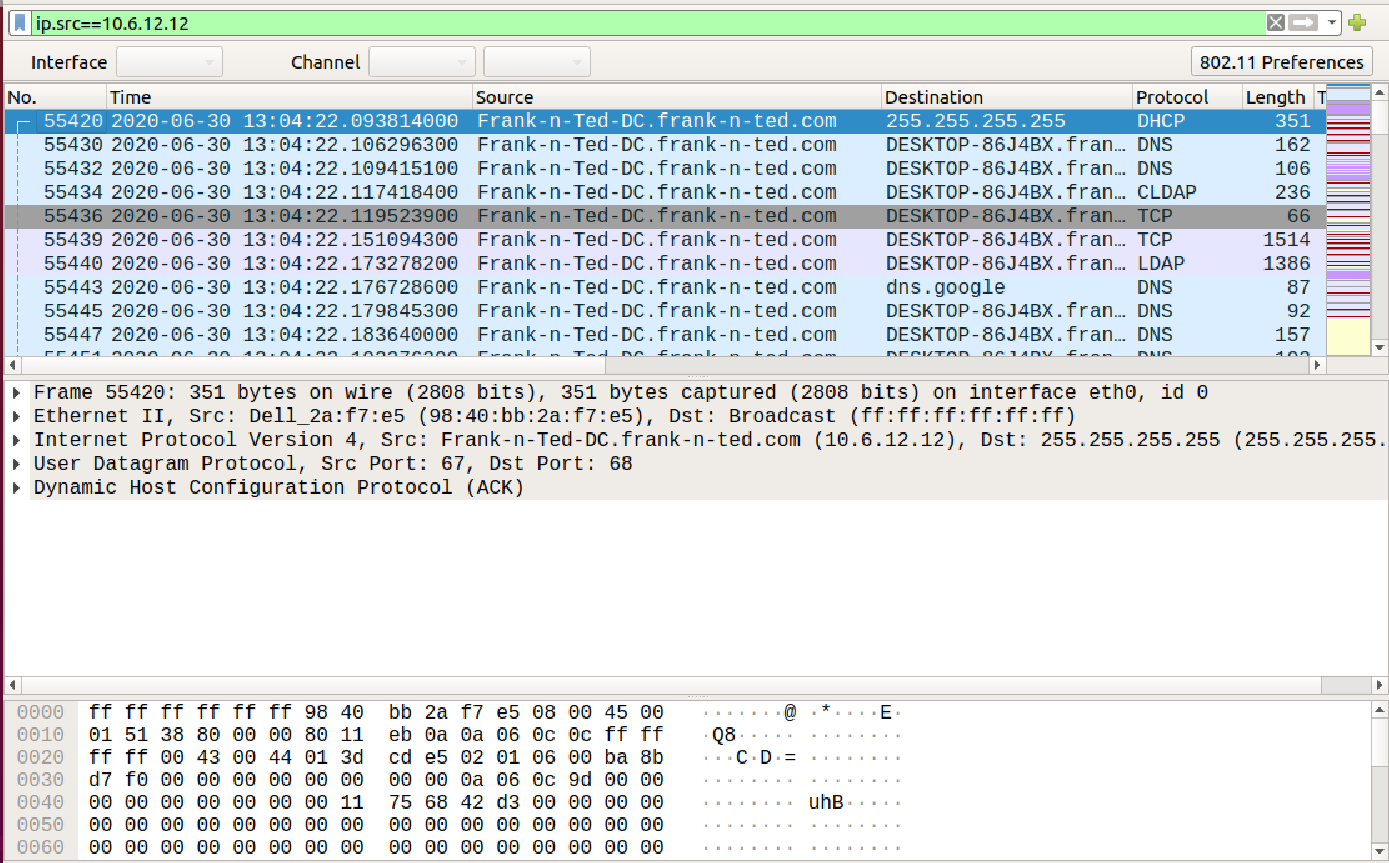 ip.src==10.6.12.12
Interface Channel 802.11 Preferences
No. Time Source Destination Protocol Length T
55420 2020-06-30 13:04:22.093814000 Frank-n-Ted-DC.frank-n-ted.com 255.255.255.255 DHCP 351
55430 2020-06-30 13:04:22.106296300 Frank-n-Ted-DC.frank-n-ted.com DESKTOP-86J4BX.fran… DNS 162
55432 2020-06-30 13:04:22.109415100 Frank-n-Ted-DC.frank-n-ted.com DESKTOP-86J4BX.fran… DNS 106
55434 2020-06-30 13:04:22.117418400 Frank-n-Ted-DC.frank-n-ted.com DESKTOP-86J4BX.fran… CLDAP 236
55436 2020-06-30 13:04:22.119523900 Frank-n-Ted-DC.frank-n-ted.com DESKTOP-86J4BX.fran… TCP 66
55439 2020-06-30 13:04:22.151094300 Frank-n-Ted-DC.frank-n-ted.com DESKTOP-86J4BX.fran… TCP 1514
55440 2020-06-30 13:04:22.173278200 Frank-n-Ted-DC.frank-n-ted.com DESKTOP-86J4BX.fran… LDAP 1386
55443 2020-06-30 13:04:22.176728600 Frank-n-Ted-DC.frank-n-ted.com dns.google DNS 87
55445 2020-06-30 13:04:22.179845300 Frank-n-Ted-DC.frank-n-ted.com DESKTOP-86J4BX.fran… DNS 92
55447 2020-06-30 13:04:22.183640000 Frank-n-Ted-DC.frank-n-ted.com DESKTOP-86J4BX.fran… DNS 157
Frame 55420: 351 bytes on wire (2808 bits), 351 bytes captured (2808 bits) on interface eth0, id 0
Ethernet II, Src: Dell_2a:f7:e5 (98:40:bb:2a:f7:e5), Dst: Broadcast (ff:ff:ff:ff:ff:ff)
Internet Protocol Version 4, Src: Frank-n-Ted-DC.frank-n-ted.com (10.6.12.12), Dst: 255.255.255.255 (255.255.255.
User Datagram Protocol, Src Port: 67, Dst Port: 68
Dynamic Host Configuration Protocol (ACK)
0000 ff ff ff ff ff ff 98 40 bb 2a f7 e5 08 00 45 00 ·······@ ·*····E·
0010 01 51 38 80 00 00 80 11 eb 0a 0a 06 0c 0c ff ff ·Q8····· ········
0020 ff ff 00 43 00 44 01 3d cd e5 02 01 06 00 ba 8b ···C·D·= ········
0030 d7 f0 00 00 00 00 00 00 00 00 0a 06 0c 9d 00 00 ········ ········
0040 00 00 00 00 00 00 00 11 75 68 42 d3 00 00 00 00 ········ uhB·····
0050 00 00 00 00 00 00 00 00 00 00 00 00 00 00 00 00 ········ ········
0060 00 00 00 00 00 00 00 00 00 00 00 00 00 00 00 00 ········ ········